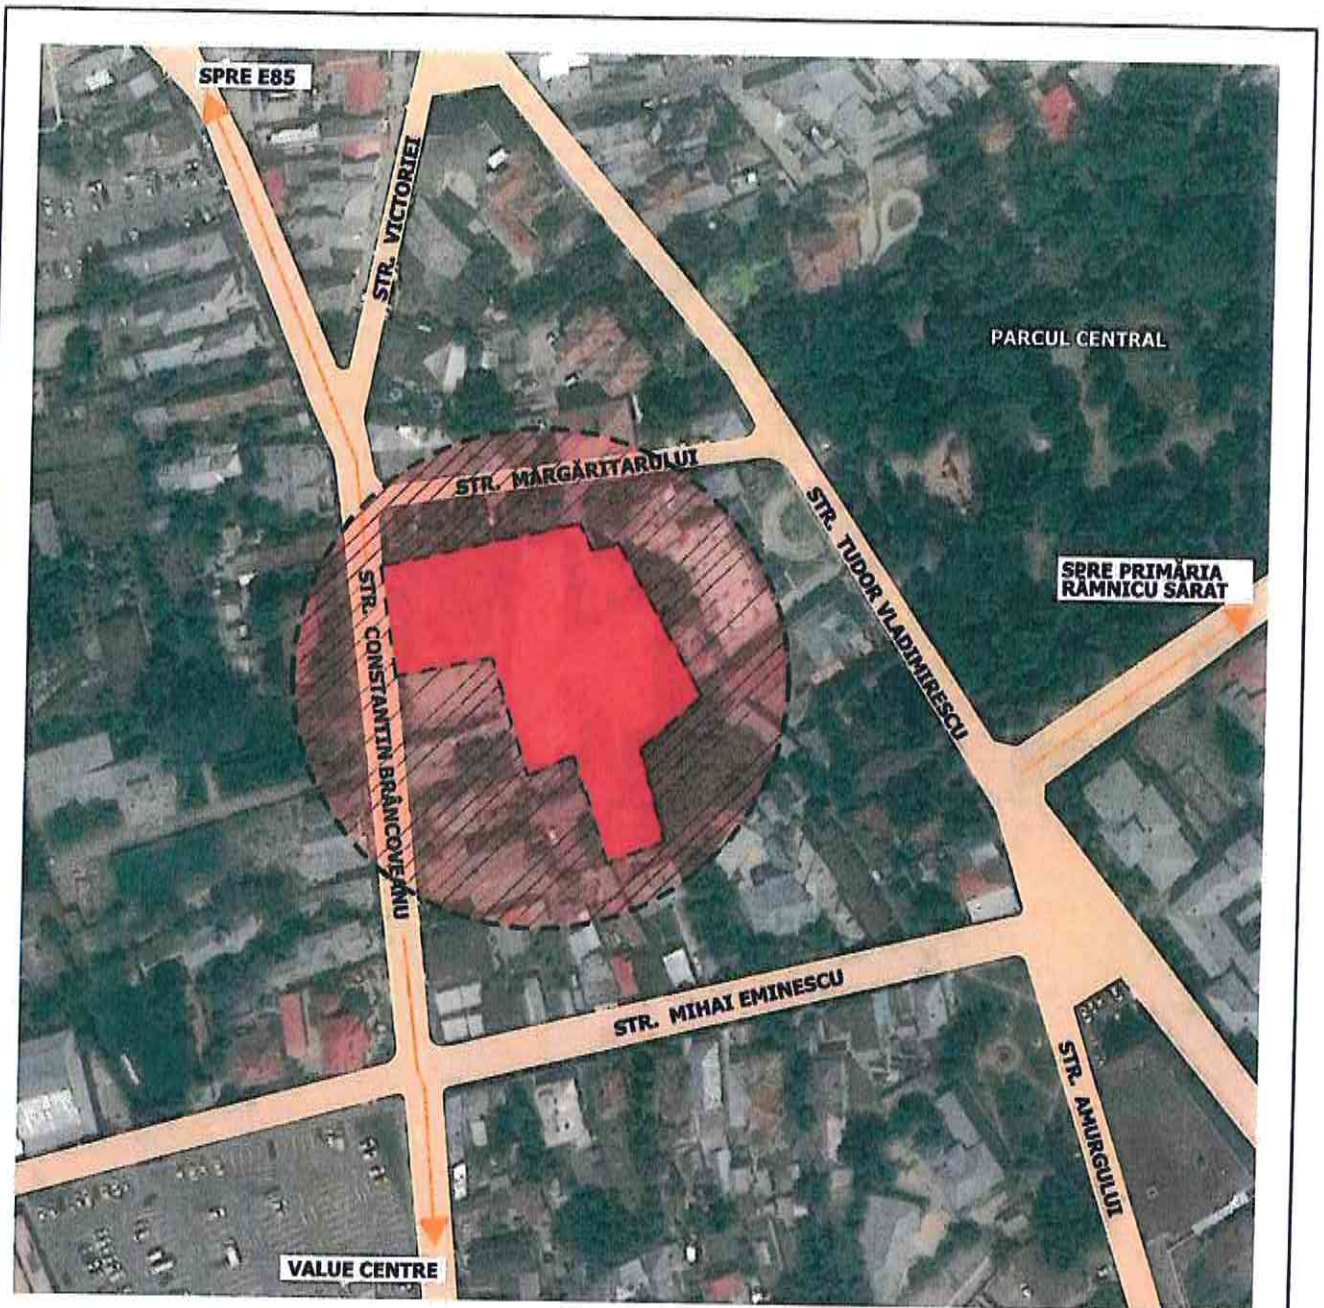 SPRE E85
STR. VICTORIEI
PARCUL CENTRAL
STR. MĂRGĂRITARULUI
STR. TUDOR VLADIMIRESCU
SPRE PRIMĂRIA
RÂMNICU SĂRAT
STR. CONSTANTIN BRÂNCOVEANU
STR. MIHAI EMINESCU
STR. AMURGULUI
VALUE CENTRE